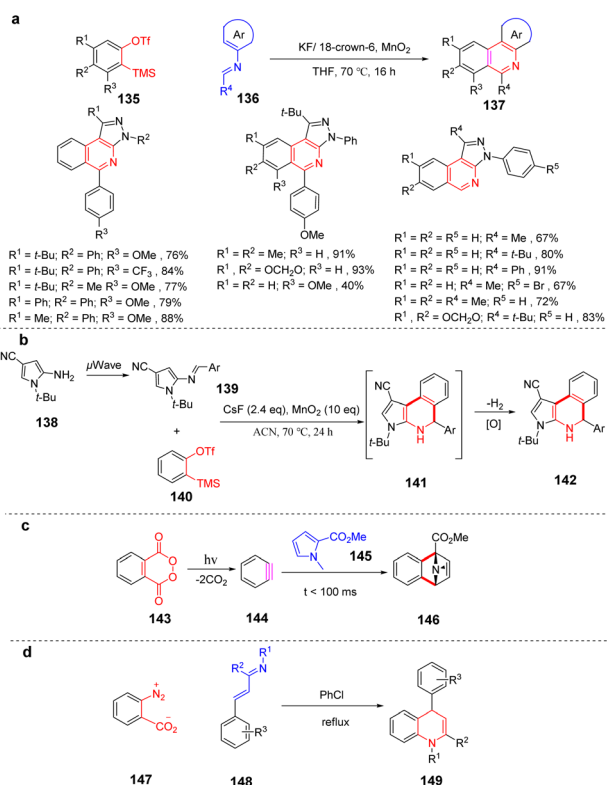 a
R¹ OTf
R² TMS
R³
135
Ar
N
R⁴
136
KF/ 18-crown-6, MnO₂
THF, 70 ℃, 16 h
R¹ Ar
R² N
R³ R⁴
137
R¹
N
N
R²
N
R³
R¹ = t-Bu; R² = Ph; R³ = OMe, 76%
R¹ = t-Bu; R² = Ph; R³ = CF₃ , 84%
R¹ = t-Bu; R² = Me R³ = OMe , 77%
R¹ = Ph; R² = Ph; R³ = OMe , 79%
R¹ = Me; R² = Ph; R³ = OMe , 88%
t-Bu
N
R¹ N Ph
R² N
R³
OMe
R¹ = R² = Me; R³ = H, 91%
R¹ , R² = OCH₂O; R³ = H , 93%
R¹ = R² = H; R³ = OMe , 40%
R⁴
N
N
R¹ R⁵
R² N
R¹ = R² = R⁵ = H; R⁴ = Me , 67%
R¹ = R² = R⁵ = H; R⁴ = t-Bu , 80%
R¹ = R² = R⁵ = H; R⁴ = Ph , 91%
R¹ = R² = H; R⁴ = Me; R⁵ = Br , 67%
R¹ = R² = R⁴ = Me; R⁵ = H , 72%
R¹ , R² = OCH₂O; R⁴ = t-Bu; R⁵ = H , 83%
b
NC
NH₂
N
t-Bu
138
μWave
NC
N Ar
N
t-Bu
139
+
OTf
TMS
140
CsF (2.4 eq), MnO₂ (10 eq)
ACN, 70 ℃, 24 h
NC
N
t-Bu N
H Ar
141
-H₂
[O]
NC
N
t-Bu N
H Ar
142
c
O
O
O
O
143
hν
-2CO₂
144
CO₂Me
N
145
t < 100 ms
CO₂Me
N
146
d
N₂⁺
CO₂⁻
147
R¹
R² N
R³
148
PhCl
reflux
R³
N R²
R¹
149